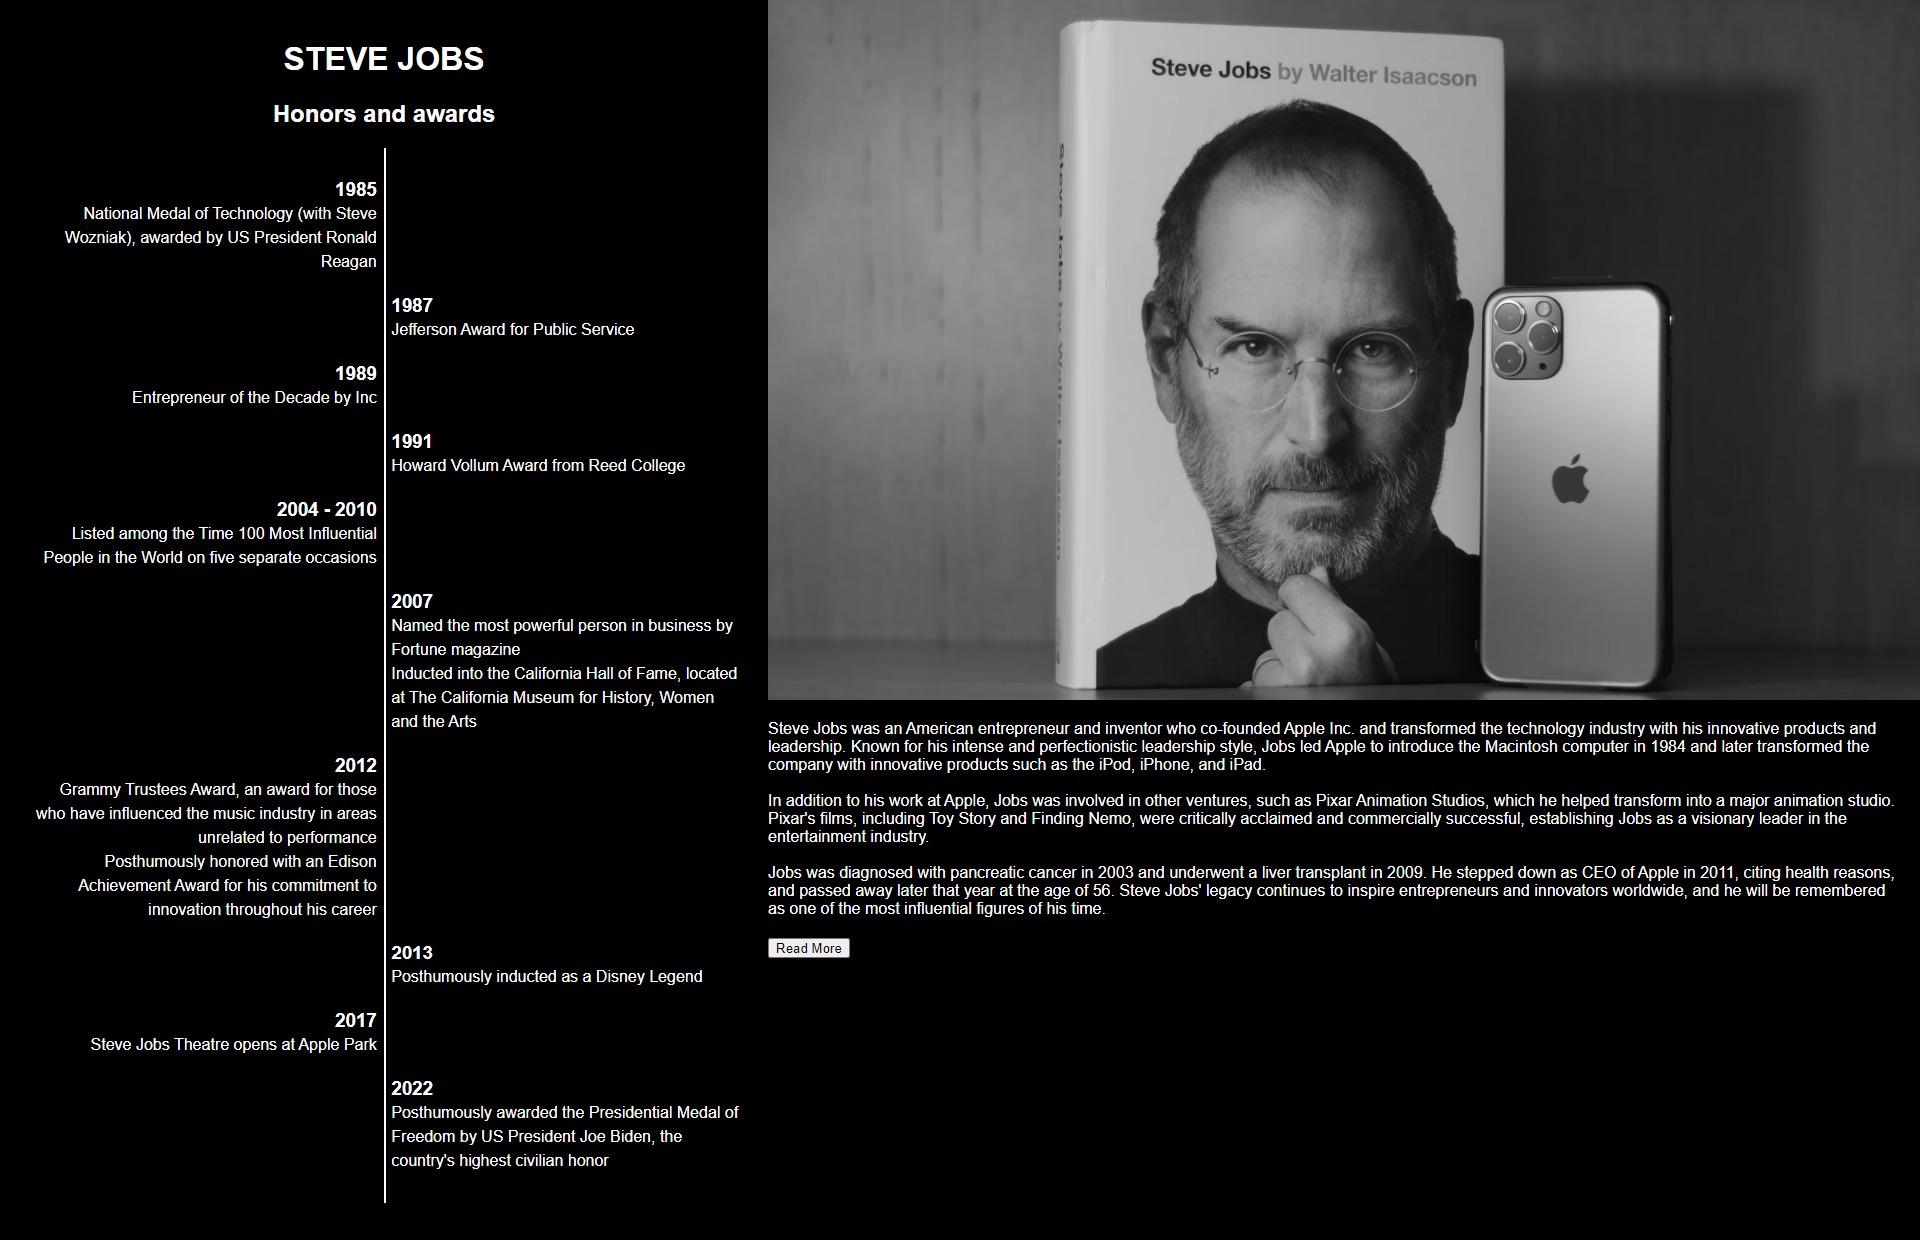 STEVE JOBS
Honors and awards
1985
National Medal of Technology (with Steve
Wozniak), awarded by US President Ronald
Reagan
1987
Jefferson Award for Public Service
1989
Entrepreneur of the Decade by Inc
1991
Howard Vollum Award from Reed College
2004 - 2010
Listed among the Time 100 Most Influential
People in the World on five separate occasions
2007
Named the most powerful person in business by
Fortune magazine
Inducted into the California Hall of Fame, located
at The California Museum for History, Women
and the Arts
2012
Grammy Trustees Award, an award for those
who have influenced the music industry in areas
unrelated to performance
Posthumously honored with an Edison
Achievement Award for his commitment to
innovation throughout his career
2013
Posthumously inducted as a Disney Legend
2017
Steve Jobs Theatre opens at Apple Park
2022
Posthumously awarded the Presidential Medal of
Freedom by US President Joe Biden, the
country's highest civilian honor
Steve Jobs by Walter Isaacson
Steve Jobs by Walter Isaacson
Steve Jobs was an American entrepreneur and inventor who co-founded Apple Inc. and transformed the technology industry with his innovative products and
leadership. Known for his intense and perfectionistic leadership style, Jobs led Apple to introduce the Macintosh computer in 1984 and later transformed the
company with innovative products such as the iPod, iPhone, and iPad.
In addition to his work at Apple, Jobs was involved in other ventures, such as Pixar Animation Studios, which he helped transform into a major animation studio.
Pixar's films, including Toy Story and Finding Nemo, were critically acclaimed and commercially successful, establishing Jobs as a visionary leader in the
entertainment industry.
Jobs was diagnosed with pancreatic cancer in 2003 and underwent a liver transplant in 2009. He stepped down as CEO of Apple in 2011, citing health reasons,
and passed away later that year at the age of 56. Steve Jobs' legacy continues to inspire entrepreneurs and innovators worldwide, and he will be remembered
as one of the most influential figures of his time.
Read More